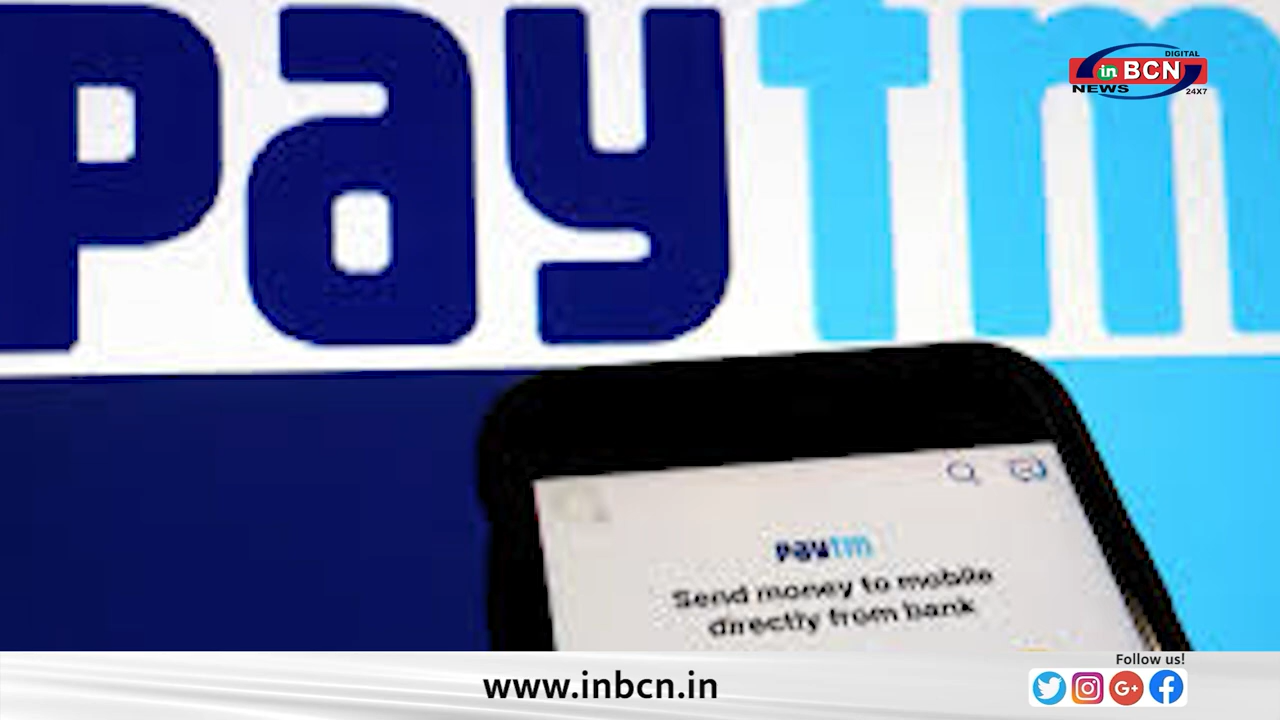 paytm
DIGITAL
in BCN
NEWS 24X7
paytm
Send money to mobile
directly from bank
Follow us!
www.inbcn.in